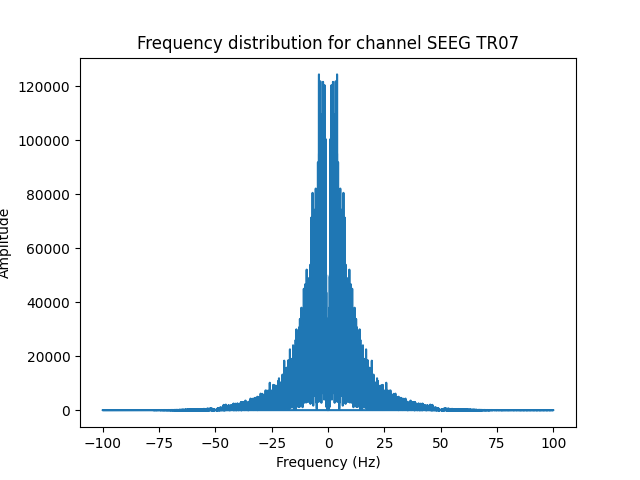 Frequency distribution for channel SEEG TR07
120000
100000
80000
60000
40000
20000
0
Amplitude
−100 −75 −50 −25 0 25 50 75 100
Frequency (Hz)